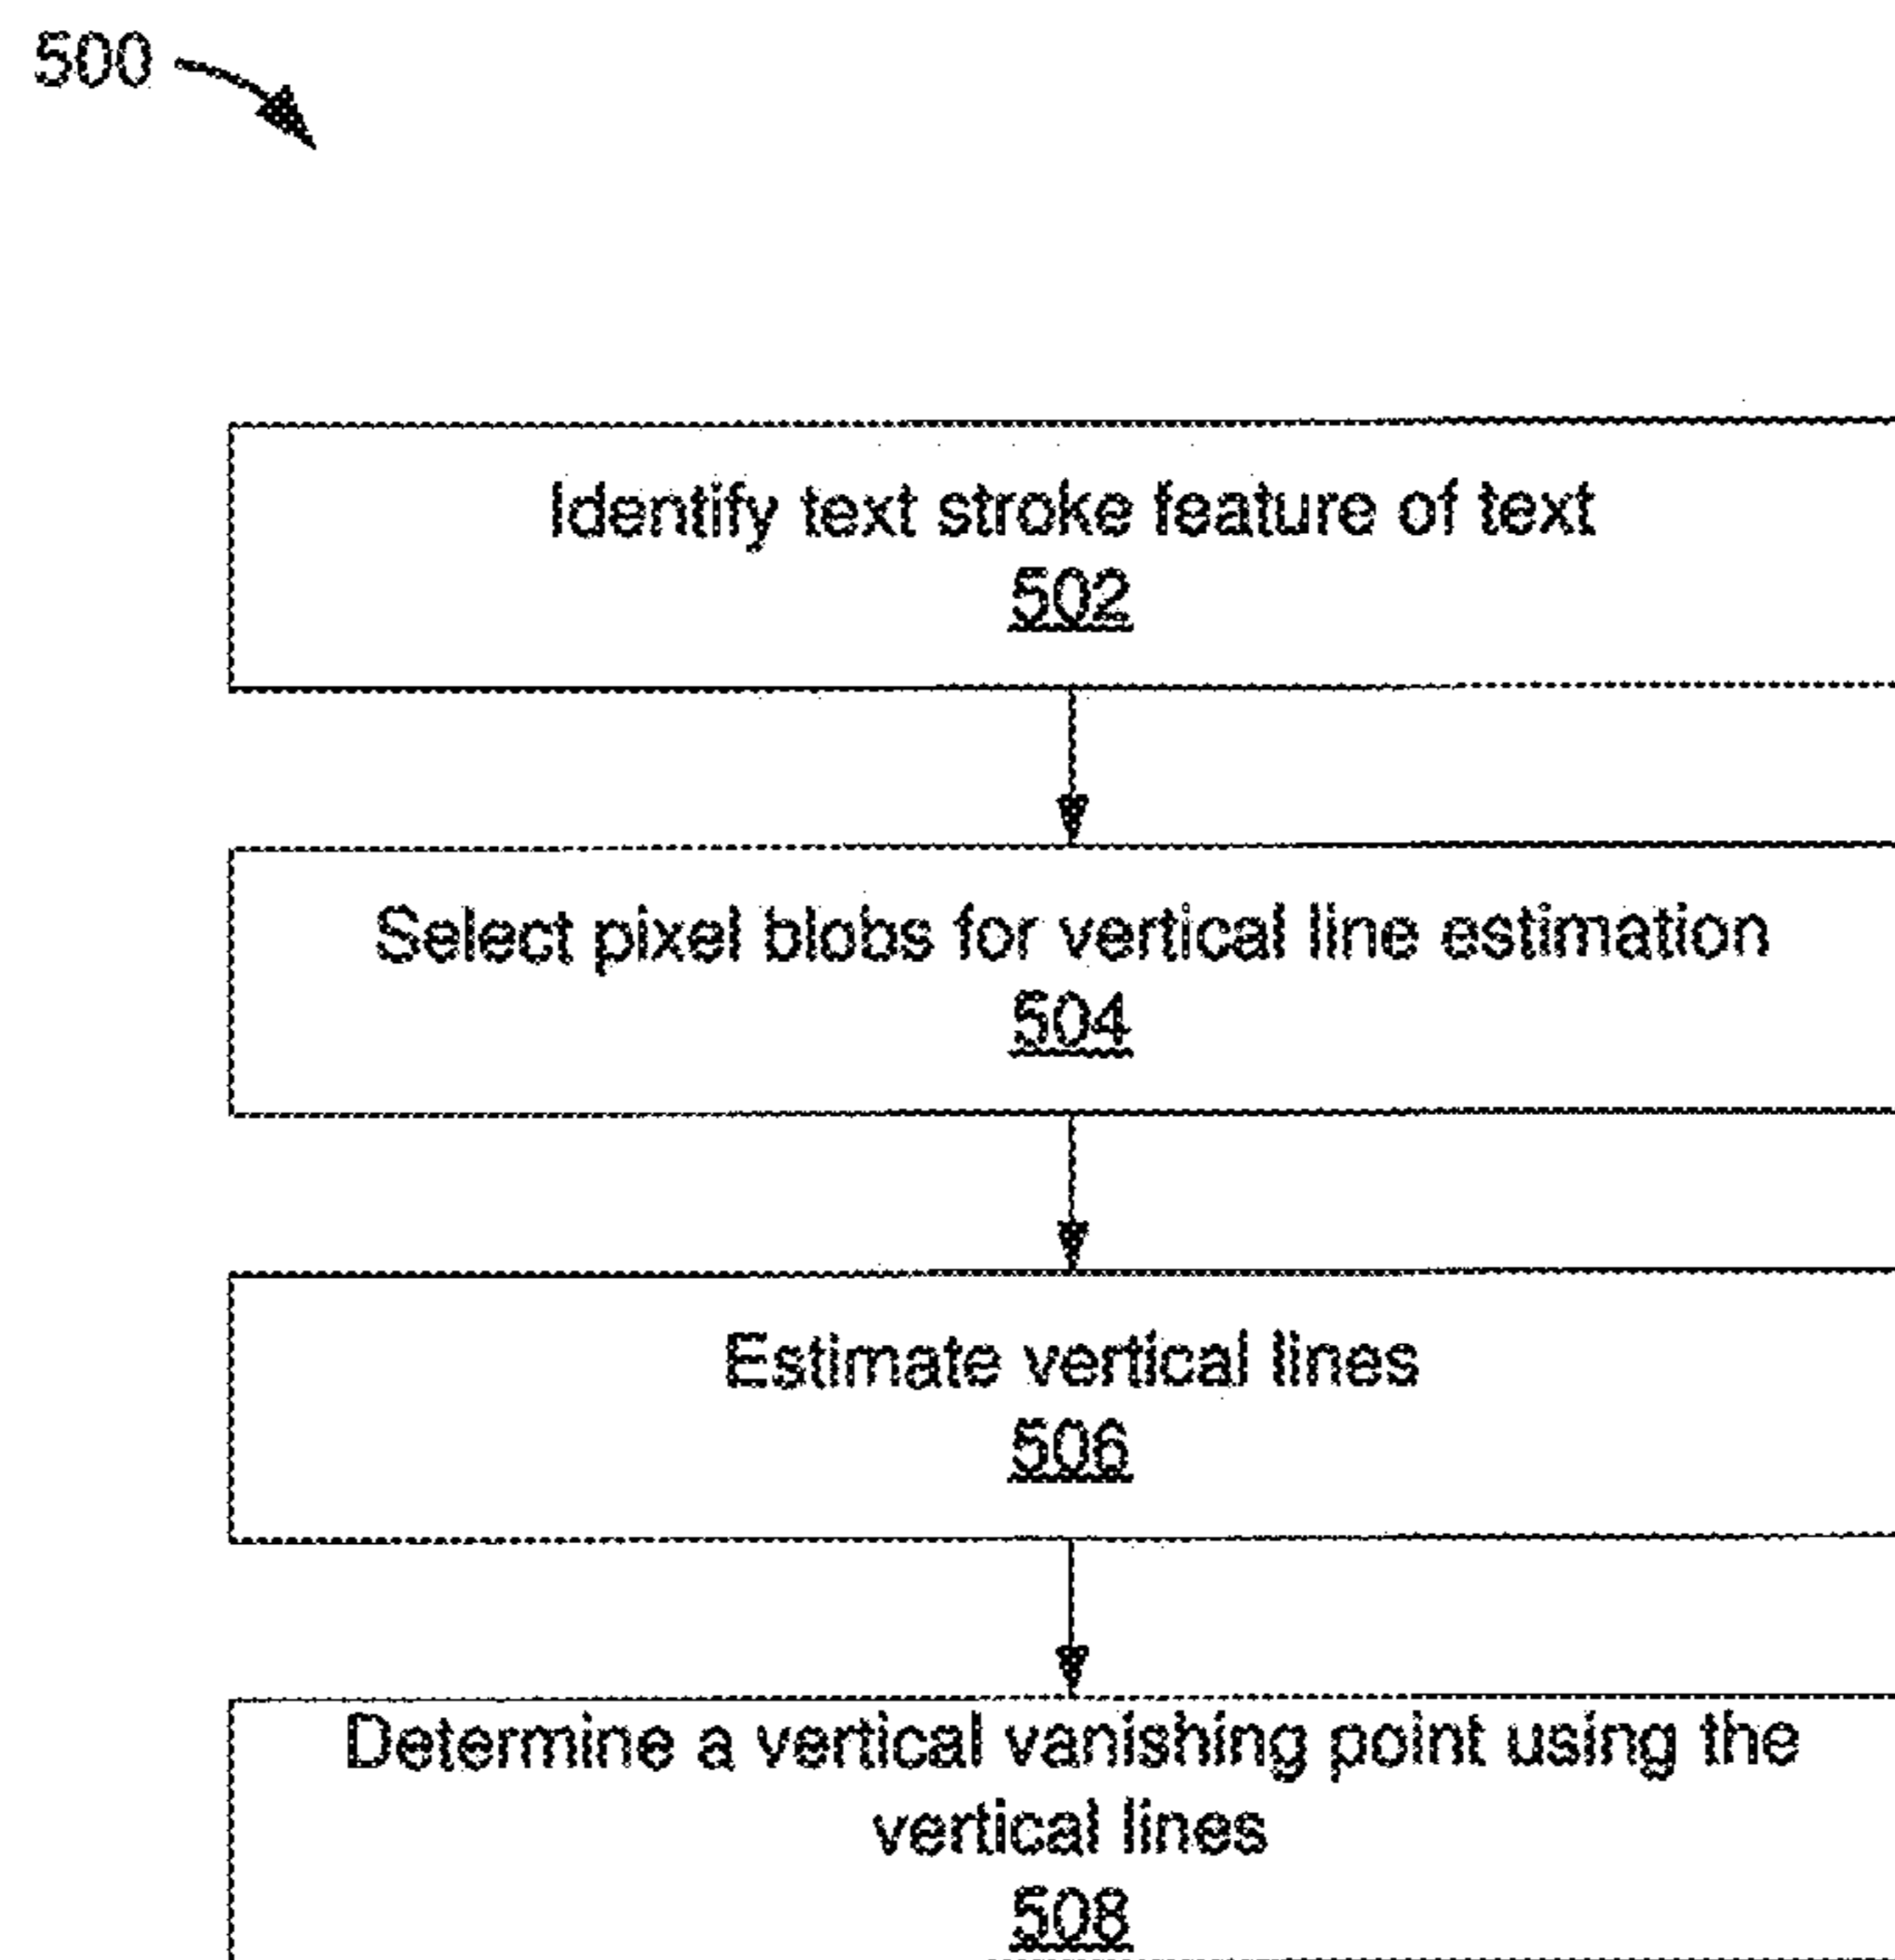 500
Identify text stroke feature of text
502
Select pixel blobs for vertical line estimation
504
Estimate vertical lines
506
Determine a vertical vanishing point using the
vertical lines
508